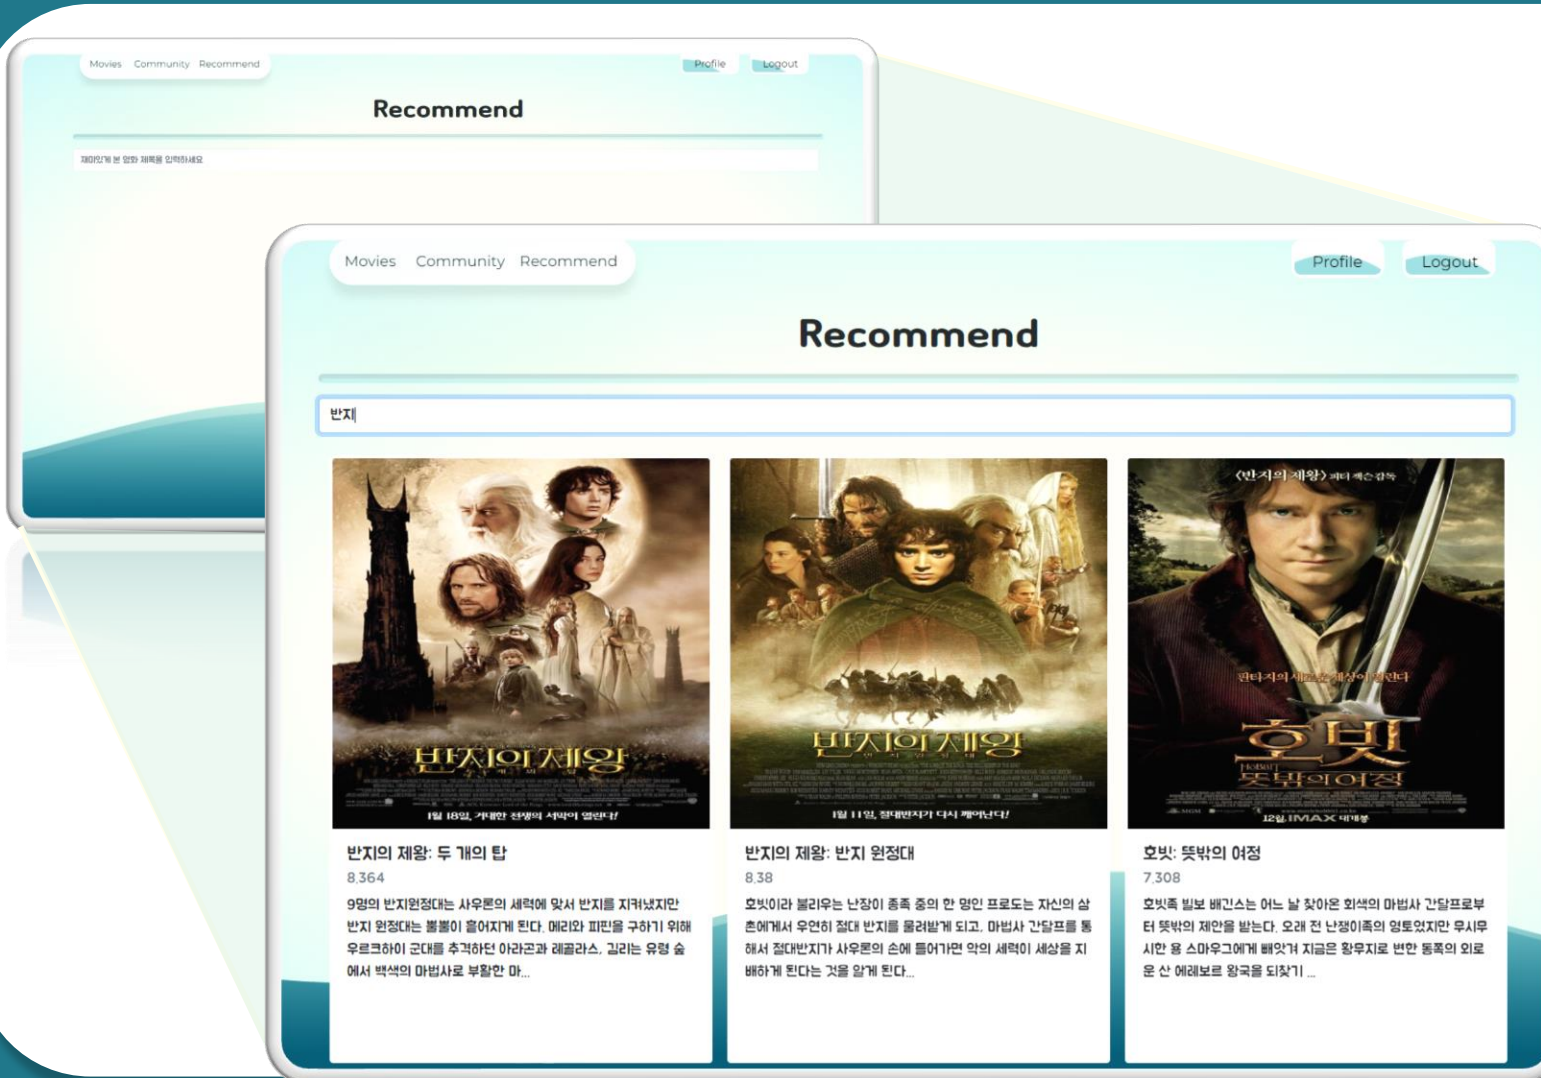 Movies Community Recommend
Profile Logout
Recommend
재미있게 본 영화 제목을 입력하세요
Movies Community Recommend
Profile Logout
Recommend
반지
반지의 제왕
두 개의 탑
1월 18일, 거대한 전쟁의 서막이 열린다!
반지의 제왕: 두 개의 탑
8.364
9명의 반지원정대는 사우론의 세력에 맞서 반지를 지켜냈지만
반지 원정대는 뿔뿔이 흩어지게 된다. 메리와 피핀을 구하기 위해
우르크하이 군대를 추격하던 아라곤과 레골라스, 김리는 유령 숲
에서 백색의 마법사로 부활한 마...
반지의 제왕
반지 원정대
1월 11일, 절대반지가 다시 깨어난다!
반지의 제왕: 반지 원정대
8.38
호빗이라 불리우는 난장이 종족 중의 한 명인 프로도는 자신의 삼
촌에게서 우연히 절대 반지를 물려받게 되고, 마법사 간달프를 통
해서 절대반지가 사우론의 손에 들어가면 악의 세력이 세상을 지
배하게 된다는 것을 알게 된다...
〈반지의 제왕〉 피터 잭슨 감독
판타지의 새로운 세상이 열린다
호빗
HOBBIT
뜻밖의 여정
12월, IMAX 대개봉
호빗: 뜻밖의 여정
7.308
호빗족 빌보 배긴스는 어느 날 찾아온 회색의 마법사 간달프로부
터 뜻밖의 제안을 받는다. 오래 전 난쟁이족의 영토였지만 무시무
시한 용 스마우그에게 빼앗겨 지금은 황무지로 변한 동쪽의 외로
운 산 에레보르 왕국을 되찾기 ...